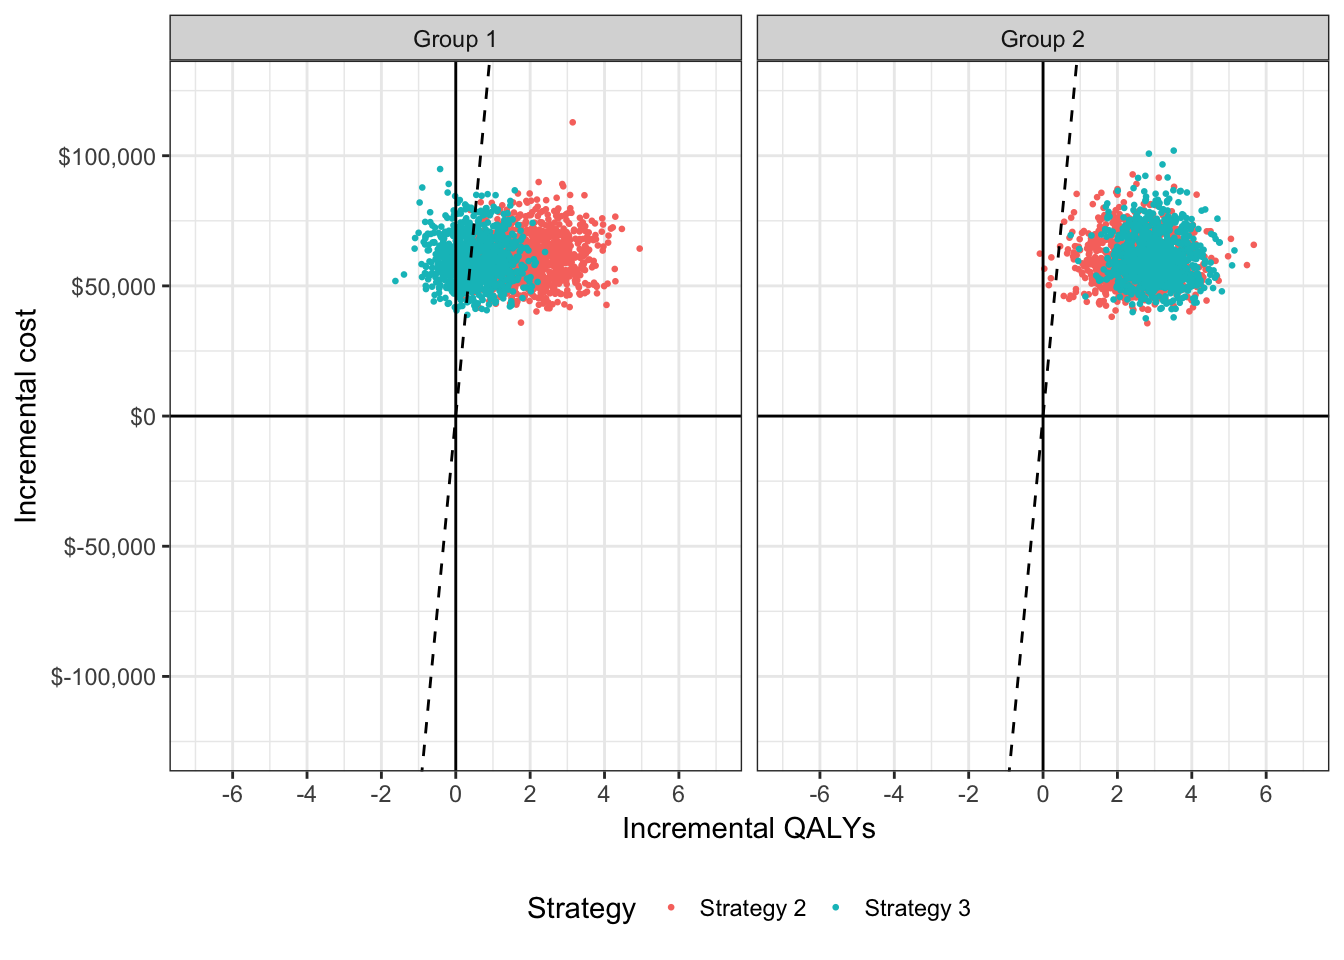 Group 1
Group 2
Incremental cost
$100,000
$50,000
$0
$-50,000
$-100,000
-6 -4 -2 0 2 4 6
-6 -4 -2 0 2 4 6
Incremental QALYs
Strategy Strategy 2 Strategy 3